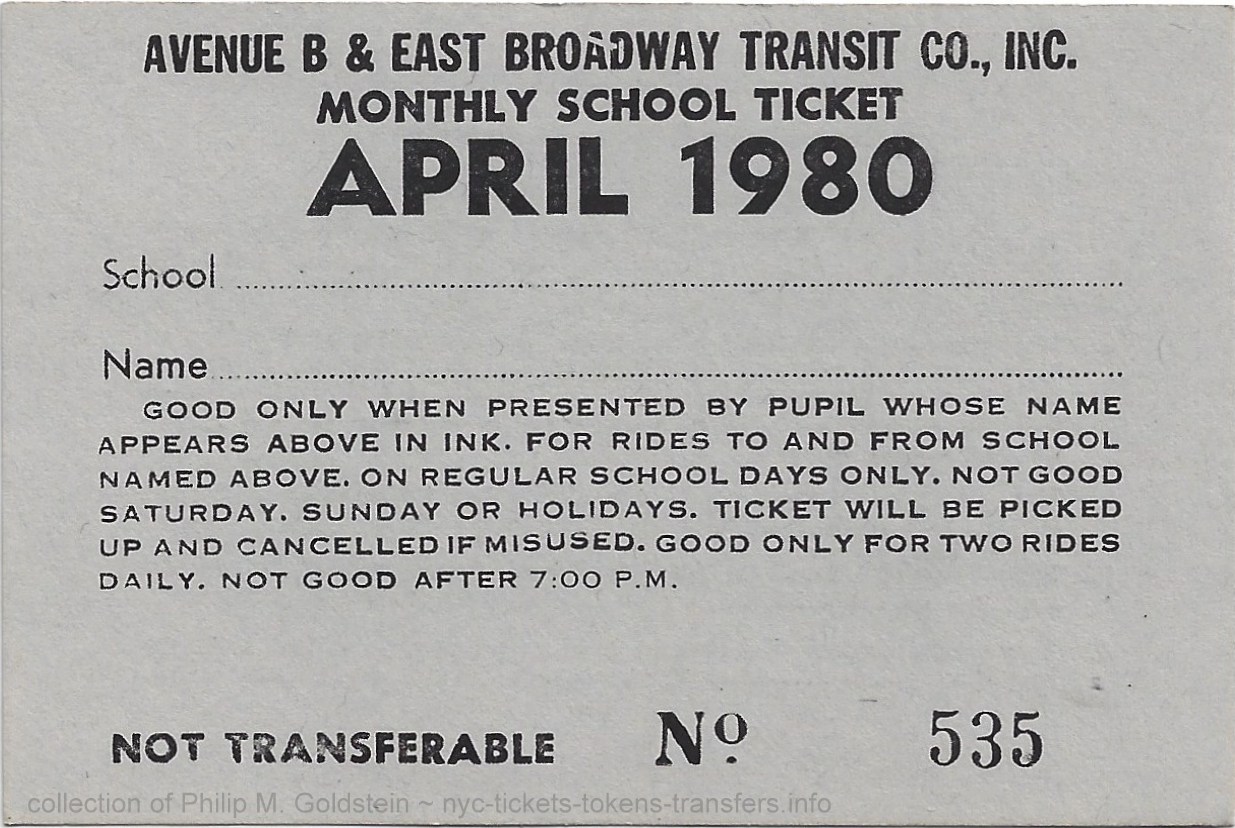 AVENUE B & EAST BROADWAY TRANSIT CO., INC.
MONTHLY SCHOOL TICKET
APRIL 1980
School
Name
GOOD ONLY WHEN PRESENTED BY PUPIL WHOSE NAME
APPEARS ABOVE IN INK. FOR RIDES TO AND FROM SCHOOL
NAMED ABOVE. ON REGULAR SCHOOL DAYS ONLY. NOT GOOD
SATURDAY. SUNDAY OR HOLIDAYS. TICKET WILL BE PICKED
UP AND CANCELLED IF MISUSED. GOOD ONLY FOR TWO RIDES
DAILY. NOT GOOD AFTER 7:00 P.M.
NOT TRANSFERABLE Nº 535
collection of Philip M. Goldstein ~ nyc-tickets-tokens-transfers.info